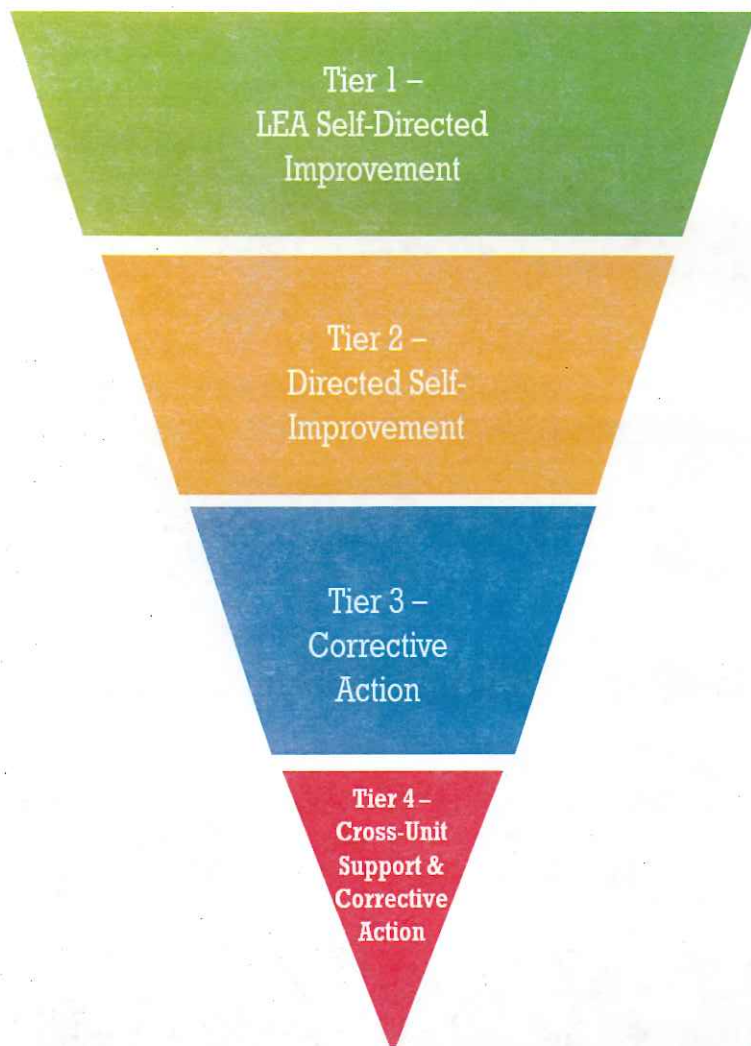 Tier 1 –
LEA Self-Directed
Improvement
Tier 2 –
Directed Self-
Improvement
Tier 3 –
Corrective
Action
Tier 4 –
Cross-Unit
Support &
Corrective
Action